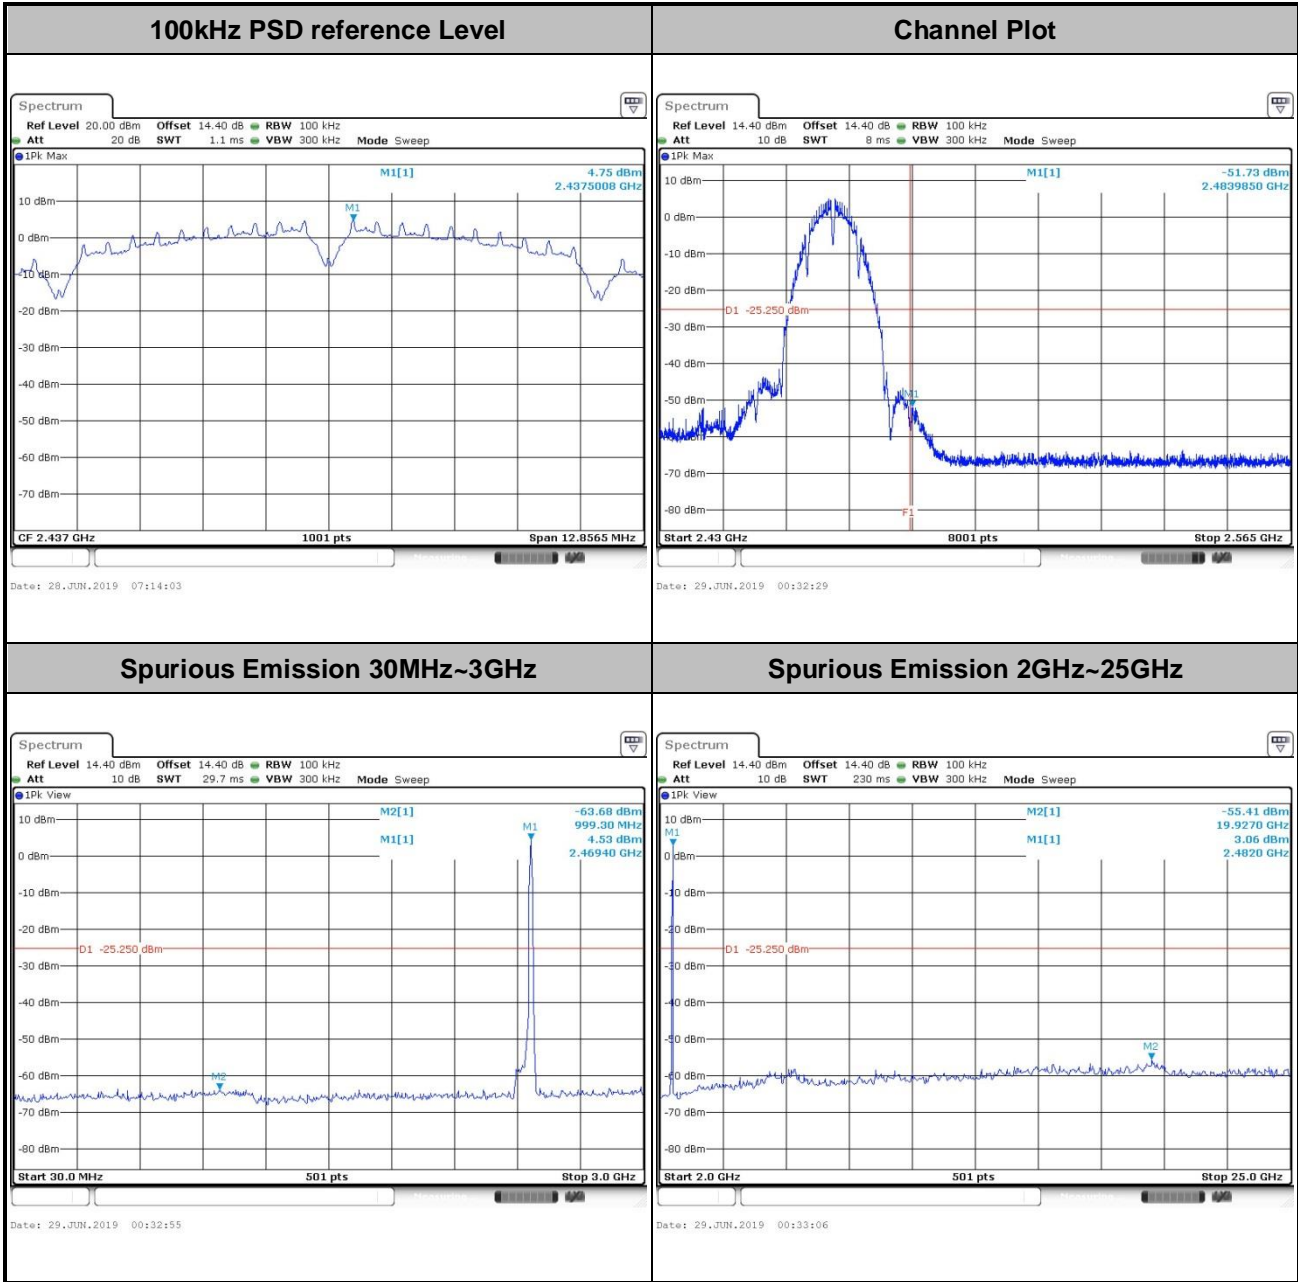 100kHz PSD reference Level
Channel Plot
Spectrum
Ref Level 20.00 dBm Offset 14.40 dB RBW 100 kHz
Att 20 dB SWT 1.1 ms VBW 300 kHz Mode Sweep
1Pk Max
M1[1] 4.75 dBm
2.4375008 GHz
M1
10 dBm
0 dBm
-10 dBm
-20 dBm
-30 dBm
-40 dBm
-50 dBm
-60 dBm
-70 dBm
CF 2.437 GHz 1001 pts Span 12.8565 MHz
Date: 28.JUN.2019 07:14:03
Spectrum
Ref Level 14.40 dBm Offset 14.40 dB RBW 100 kHz
Att 10 dB SWT 8 ms VBW 300 kHz Mode Sweep
1Pk Max
M1[1] -51.73 dBm
2.4839850 GHz
10 dBm
0 dBm
-10 dBm
-20 dBm
D1 -25.250 dBm
-30 dBm
-40 dBm
-50 dBm
-70 dBm
-80 dBm
F1
Start 2.43 GHz 8001 pts Stop 2.565 GHz
Date: 29.JUN.2019 00:32:29
Spurious Emission 30MHz~3GHz
Spurious Emission 2GHz~25GHz
Spectrum
Ref Level 14.40 dBm Offset 14.40 dB RBW 100 kHz
Att 10 dB SWT 29.7 ms VBW 300 kHz Mode Sweep
1Pk View
M2[1] -63.68 dBm
999.30 MHz
M1[1] 4.53 dBm
2.46940 GHz
M1
10 dBm
0 dBm
-10 dBm
-20 dBm
D1 -25.250 dBm
-30 dBm
-40 dBm
-50 dBm
-60 dBm
M2
-70 dBm
-80 dBm
Start 30.0 MHz 501 pts Stop 3.0 GHz
Date: 29.JUN.2019 00:32:55
Spectrum
Ref Level 14.40 dBm Offset 14.40 dB RBW 100 kHz
Att 10 dB SWT 230 ms VBW 300 kHz Mode Sweep
1Pk View
M2[1] -55.41 dBm
19.9270 GHz
M1[1] 3.06 dBm
2.4820 GHz
10 dBm
M1
0 dBm
-10 dBm
-20 dBm
D1 -25.250 dBm
-30 dBm
-40 dBm
-50 dBm
M2
-60 dBm
-70 dBm
-80 dBm
Start 2.0 GHz 501 pts Stop 25.0 GHz
Date: 29.JUN.2019 00:33:06